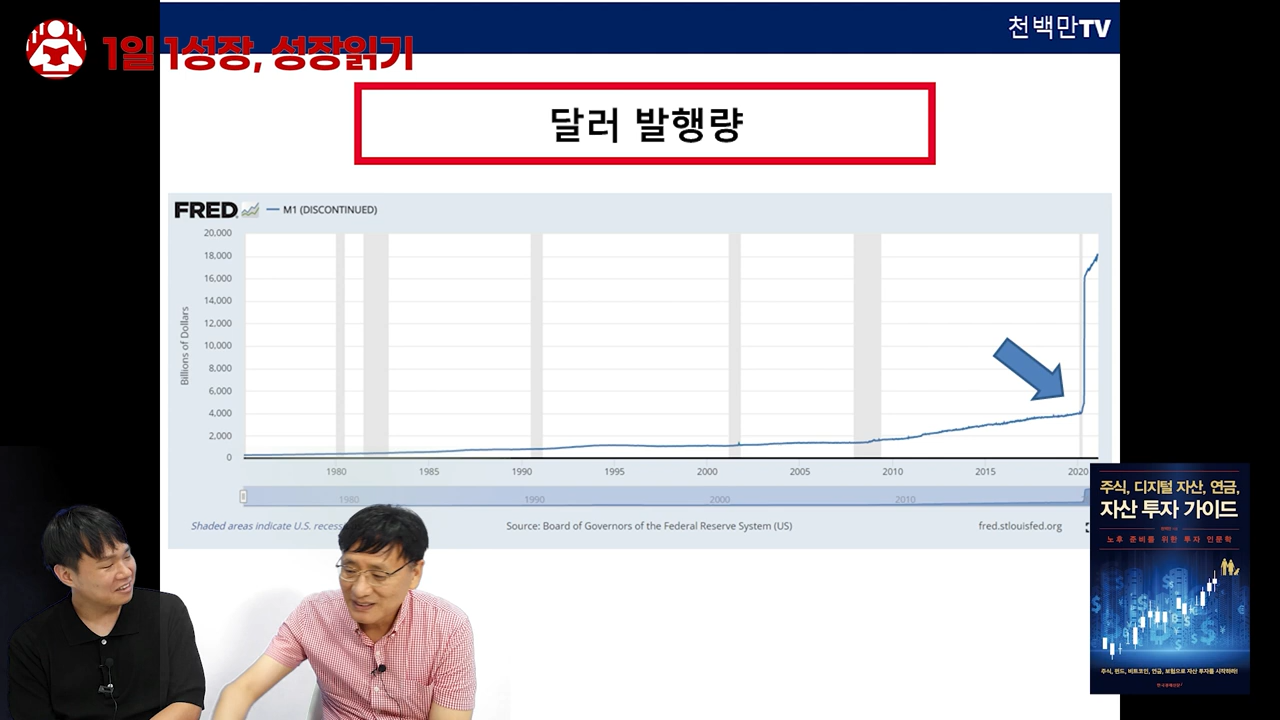 천백만TV
1일 1성장, 성장읽기
달러 발행량
FRED
M1 (DISCONTINUED)
20,000
18,000
16,000
14,000
12,000
10,000
8,000
6,000
4,000
2,000
0
Billions of Dollars
1980
1985
1990
1995
2000
2005
2010
2015
2020
1980
1990
2000
2010
Shaded areas indicate U.S. recess
Source: Board of Governors of the Federal Reserve System (US)
fred.stlouisfed.org
주식, 디지털 자산, 연금,
자산 투자 가이드
노후 준비를 위한 투자 인문학
주식, 펀드, 비트코인, 연금, 보험으로 자산 투자를 시작하라!